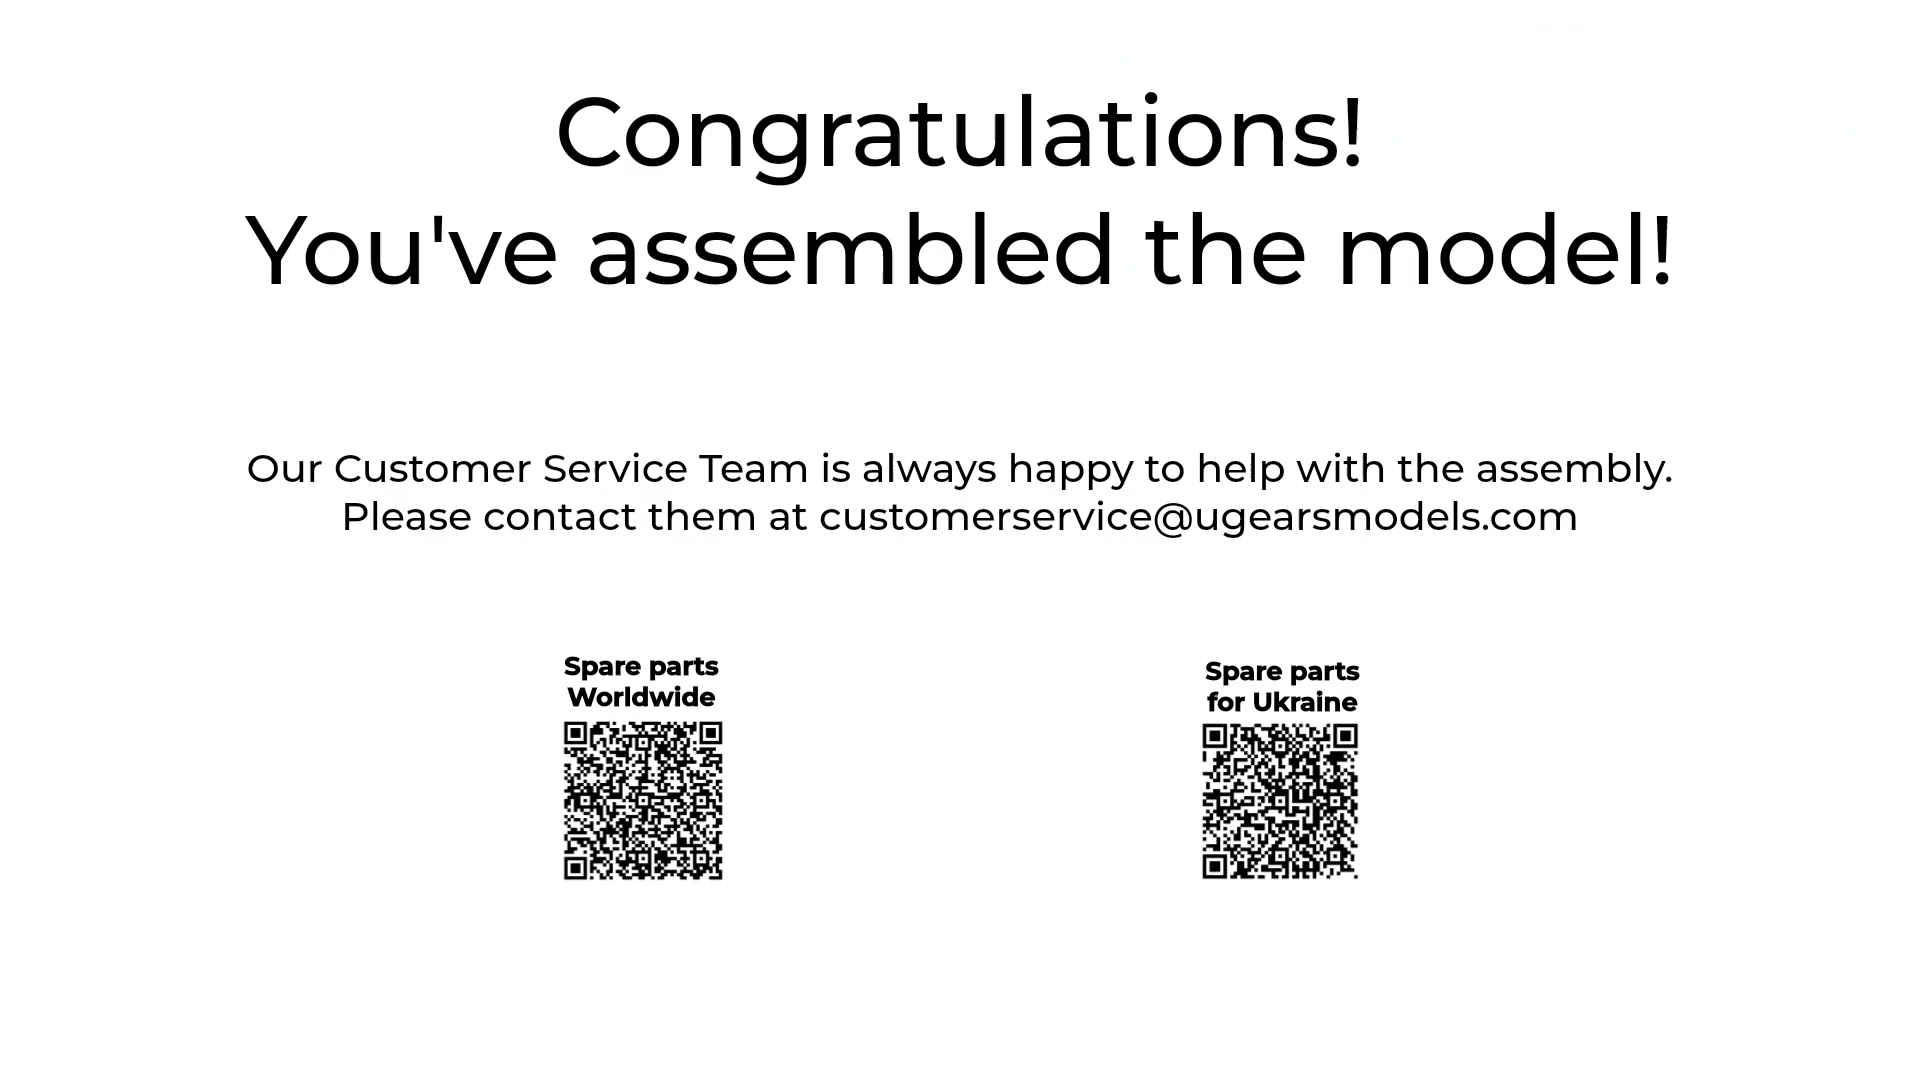 Congratulations!
You've assembled the model!
Our Customer Service Team is always happy to help with the assembly.
Please contact them at customerservice@ugearsmodels.com
Spare parts
Worldwide
Spare parts
for Ukraine